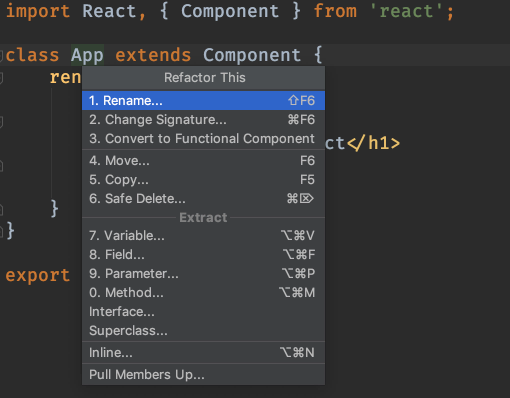 import React, { Component } from 'react';
class App extends Component {
ren
Refactor This
1. Rename... ⇧F6
2. Change Signature... ⌘F6
3. Convert to Functional Component
ct</h1>
4. Move... F6
5. Copy... F5
6. Safe Delete... ⌘⌦
}
Extract
}
7. Variable... ⌥⌘V
8. Field... ⌥⌘F
export
9. Parameter... ⌥⌘P
0. Method... ⌥⌘M
Interface...
Superclass...
Inline... ⌥⌘N
Pull Members Up...